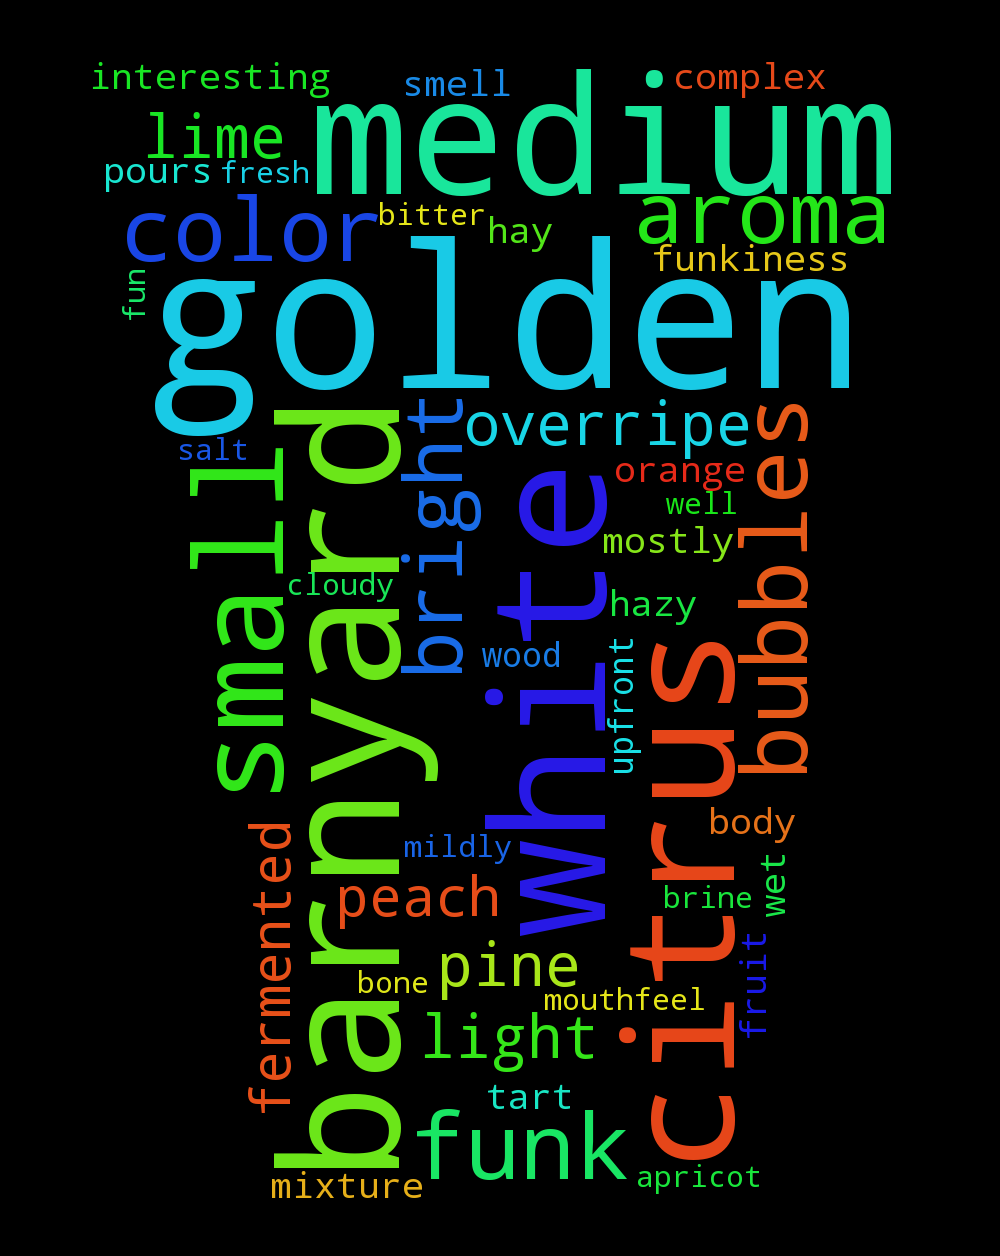 interesting
smell
complex
medium
lime
pours
fresh
color
bitter
hay
aroma
funkiness
fun
golden
salt
small
barnyard
bright
overripe
bubbles
orange
white
well
mostly
cloudy
hazy
wood
upfront
citrus
body
fermented
mildly
peach
brine
wet
pine
fruit
bone
mouthfeel
light
tart
funk
mixture
apricot